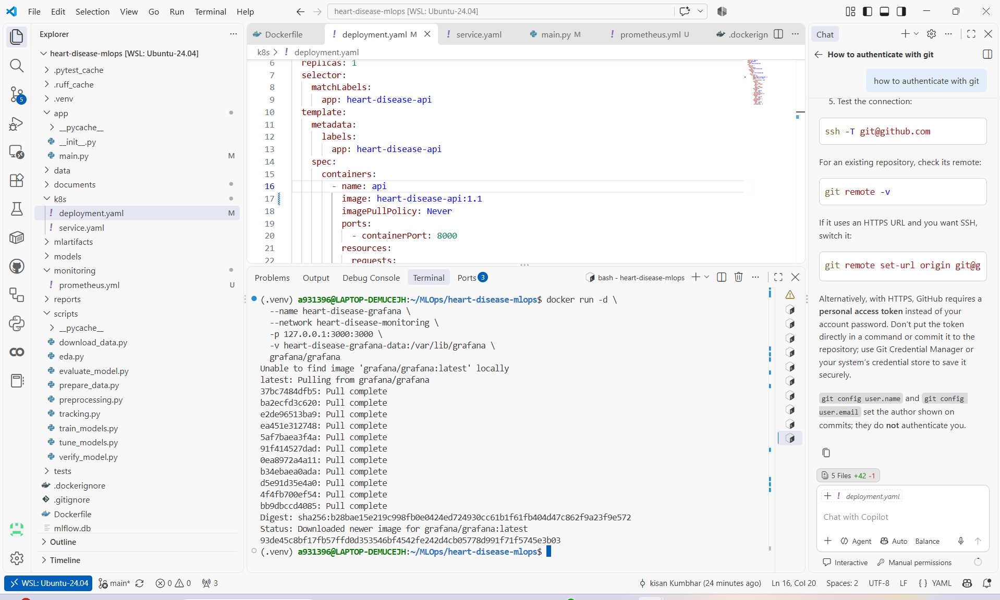 File Edit Selection View Go Run Terminal Help
heart-disease-mlops [WSL: Ubuntu-24.04]
Explorer
heart-disease-mlops [WSL: Ubuntu-24.04]
.pytest_cache
.ruff_cache
.venv
app
__pycache__
__init__.py
main.py M
data
documents
k8s
deployment.yaml M
service.yaml
mlartifacts
models
monitoring
prometheus.yml U
reports
scripts
__pycache__
download_data.py
eda.py
evaluate_model.py
prepare_data.py
preprocessing.py
tracking.py
train_models.py
tune_models.py
verify_model.py
tests
.dockerignore
.gitignore
Dockerfile
mlflow.db
Outline
Timeline
5
Dockerfile
deployment.yaml M
service.yaml
main.py M
prometheus.yml U
.dockerign
k8s > ! deployment.yaml
6 replicas: 1
7 selector:
8 matchLabels:
9 app: heart-disease-api
10 template:
11 metadata:
12 labels:
13 app: heart-disease-api
14 spec:
15 containers:
16 - name: api
17 image: heart-disease-api:1.1
18 imagePullPolicy: Never
19 ports:
20 - containerPort: 8000
21 resources:
22 requests:
Problems Output Debug Console Terminal Ports 3
bash - heart-disease-mlops
(.venv) a931396@LAPTOP-DEMUCEJH:~/MLOps/heart-disease-mlops$ docker run -d \
--name heart-disease-grafana \
--network heart-disease-monitoring \
-p 127.0.0.1:3000:3000 \
-v heart-disease-grafana-data:/var/lib/grafana \
grafana/grafana
Unable to find image 'grafana/grafana:latest' locally
latest: Pulling from grafana/grafana
37bc7484dfb5: Pull complete
ba2ecfd3c620: Pull complete
e2de96513ba9: Pull complete
ea451e312748: Pull complete
5af7baea3f4a: Pull complete
91f414527dad: Pull complete
0ea8972a4a11: Pull complete
b34ebaea0ada: Pull complete
d5e91d35e4a0: Pull complete
4f4fb700ef54: Pull complete
bb9dbccd4085: Pull complete
Digest: sha256:b28bae15e219c998fb0e0424ed724930cc61b1f61fb404d47c862f9a23f9e572
Status: Downloaded newer image for grafana/grafana:latest
93de45c8bf17fb57ffd0d353546bf4542fe242d4cb05778d991f71f5745e3b03
(.venv) a931396@LAPTOP-DEMUCEJH:~/MLOps/heart-disease-mlops$
Chat
How to authenticate with git
how to authenticate with git
5. Test the connection:
ssh -T git@github.com
For an existing repository, check its remote:
git remote -v
If it uses an HTTPS URL and you want SSH,
switch it:
git remote set-url origin git@g
Alternatively, with HTTPS, GitHub requires a
personal access token instead of your
account password. Don't put the token
directly in a command or commit it to the
repository; use Git Credential Manager or
your system's credential store to save it
securely.
git config user.name and git config
user.email set the author shown on
commits; they do not authenticate you.
5 Files +42 -1
deployment.yaml
Chat with Copilot
Agent Auto Balance
Interactive Manual permissions
WSL: Ubuntu-24.04 main* 0 0 3
kisan Kumbhar (24 minutes ago) Ln 16, Col 20 Spaces: 2 UTF-8 LF { } YAML